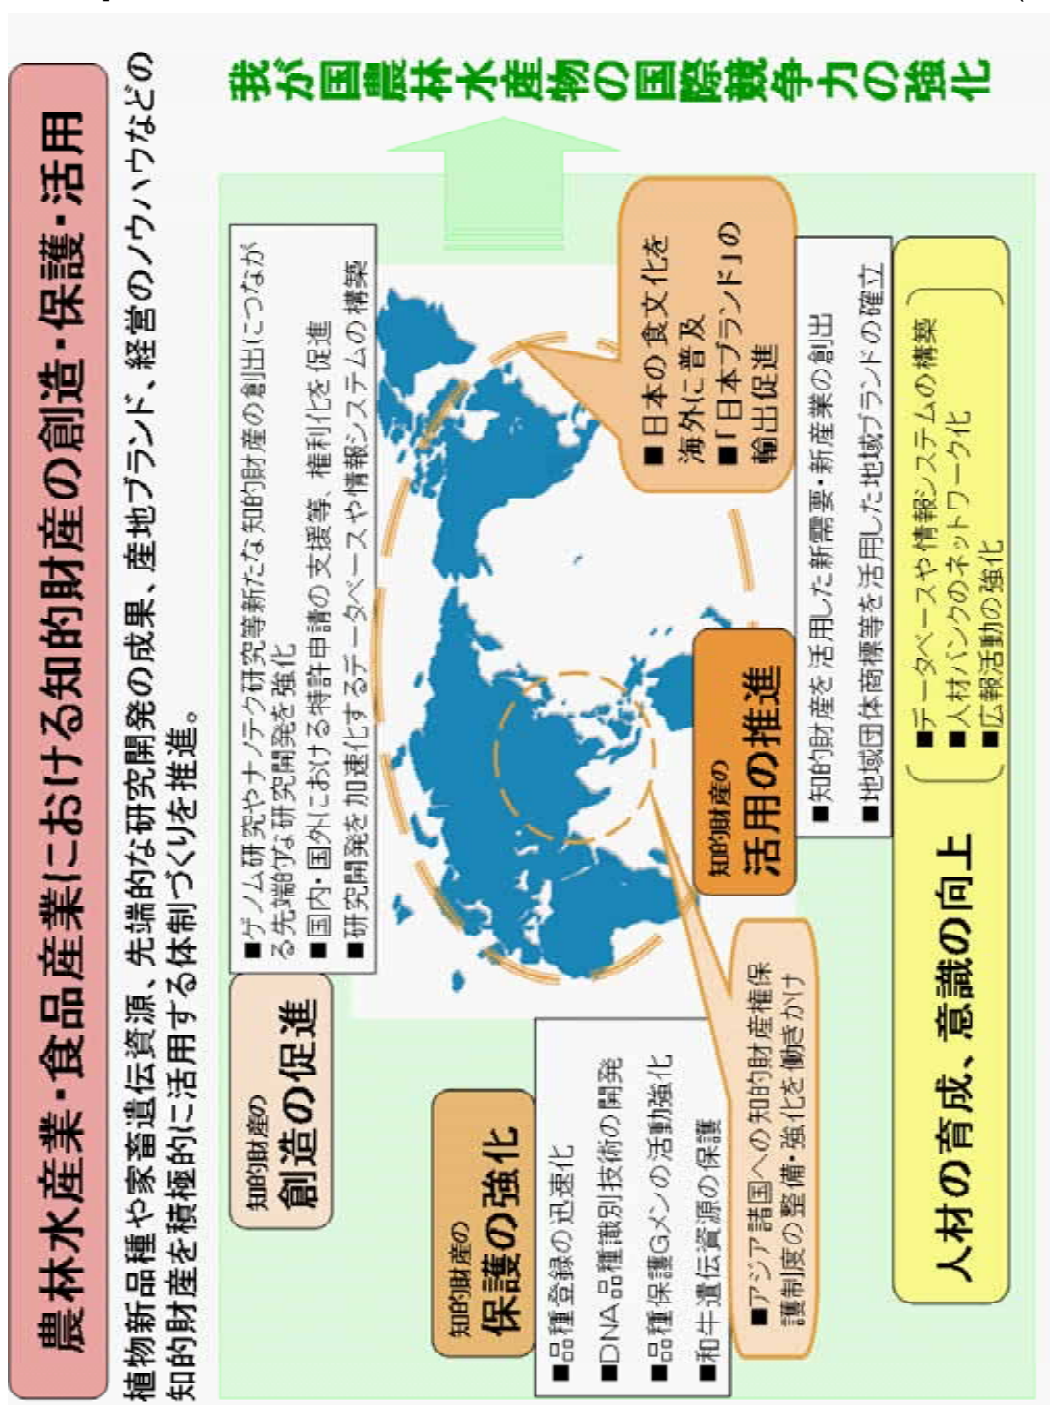 農林水産業・食品産業における知的財産の創造・保護・活用
植物新品種や家畜遺伝資源、先端的な研究開発の成果、産地ブランド、経営のノウハウなどの
知的財産を積極的に活用する体制づくりを推進。
知的財産の
創造の促進
■ゲノム研究やナノテク研究等新たな知的財産の創出につなが
る先端的な研究開発を強化
■国内・国外における特許申請の支援等、権利化を促進
■研究開発を加速化するデータベースや情報システムの構築
知的財産の
保護の強化
■品種登録の迅速化
■DNA品種識別技術の開発
■品種保護Gメンの活動強化
■和牛遺伝資源の保護
■アジア諸国への知的財産権保
護制度の整備・強化を働きかけ
知的財産の
活用の推進
■知的財産を活用した新需要・新産業の創出
■地域団体商標等を活用した地域ブランドの確立
■日本の食文化を
海外に普及
■「日本ブランド」の
輸出促進
人材の育成、意識の向上
■データベースや情報システムの構築
■人材バンクのネットワーク化
■広報活動の強化
我が国農林水産物の国際競争力の強化